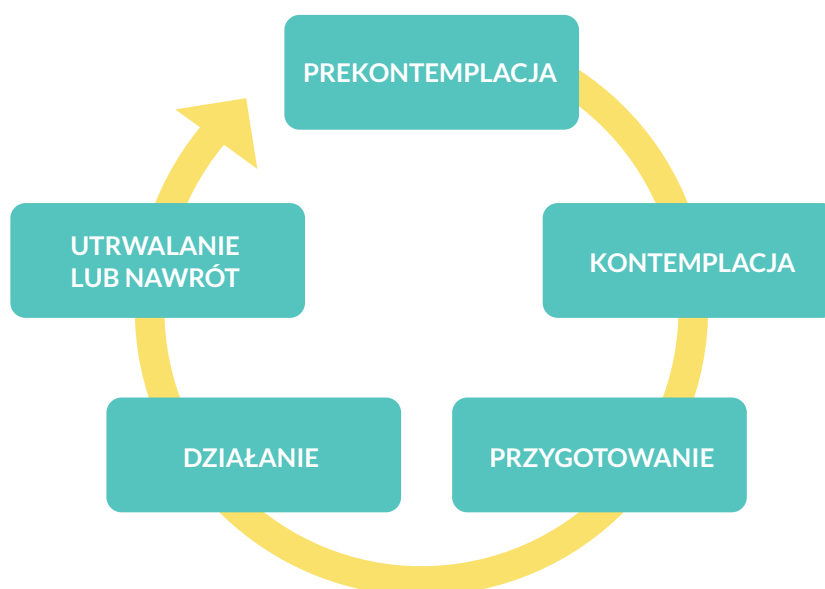 PREKONTEMPLACJA
KONTEMPLACJA
PRZYGOTOWANIE
DZIAŁANIE
UTRWALANIE
LUB NAWRÓT